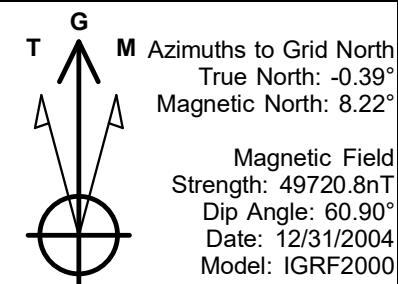 G
T M
Azimuths to Grid North
True North: -0.39°
Magnetic North: 8.22°
Magnetic Field
Strength: 49720.8nT
Dip Angle: 60.90°
Date: 12/31/2004
Model: IGRF2000